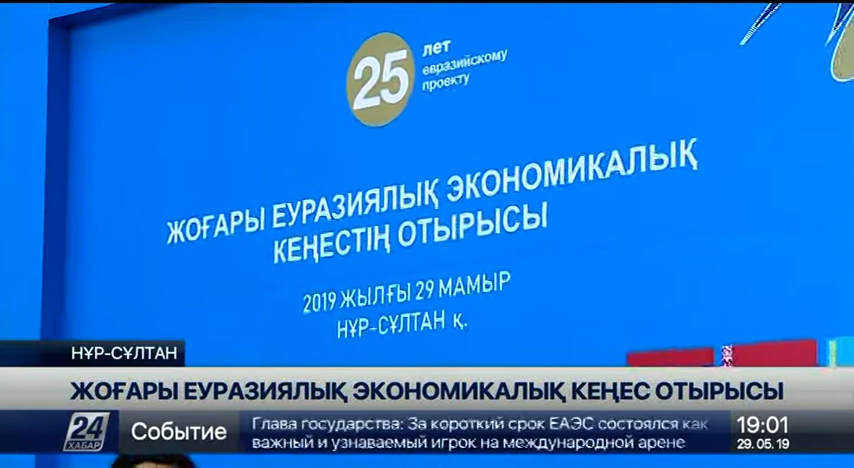 25
лет
евразийскому
проекту
ЖОҒАРЫ ЕУРАЗИЯЛЫҚ ЭКОНОМИКАЛЫҚ
КЕҢЕСТІҢ ОТЫРЫСЫ
2019 ЖЫЛҒЫ 29 МАМЫР
НҰР-СҰЛТАН қ.
НҰР-СҰЛТАН
ЖОҒАРЫ ЕУРАЗИЯЛЫҚ ЭКОНОМИКАЛЫҚ КЕҢЕС ОТЫРЫСЫ
24
ХАБАР
Событие
Глава государства: За короткий срок ЕАЭС состоялся как
важный и узнаваемый игрок на международной арене
19:01
29.05.19